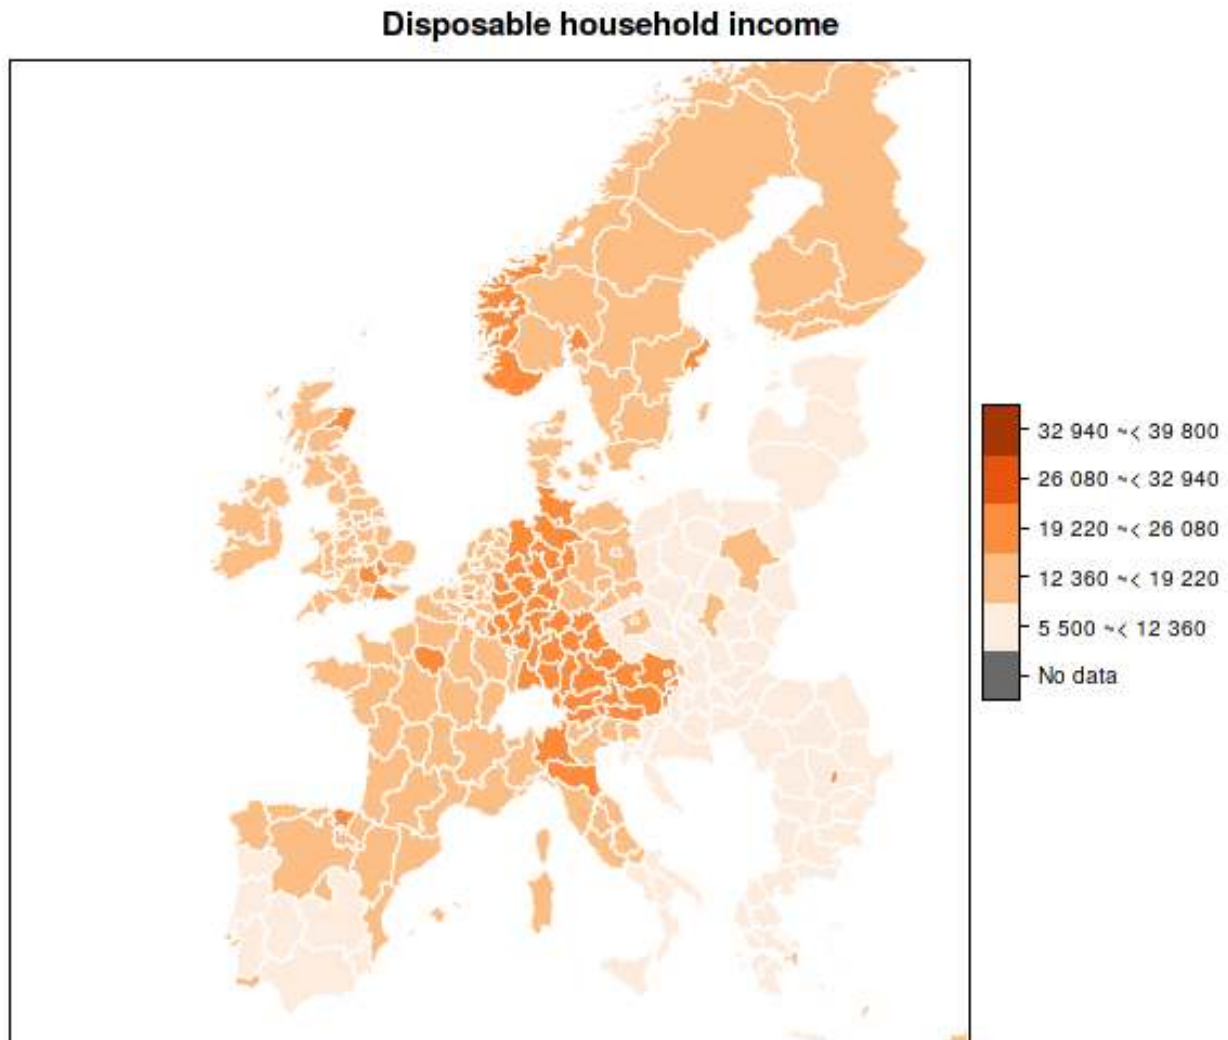 Disposable household income
32 940 ~< 39 800
26 080 ~< 32 940
19 220 ~< 26 080
12 360 ~< 19 220
5 500 ~< 12 360
No data